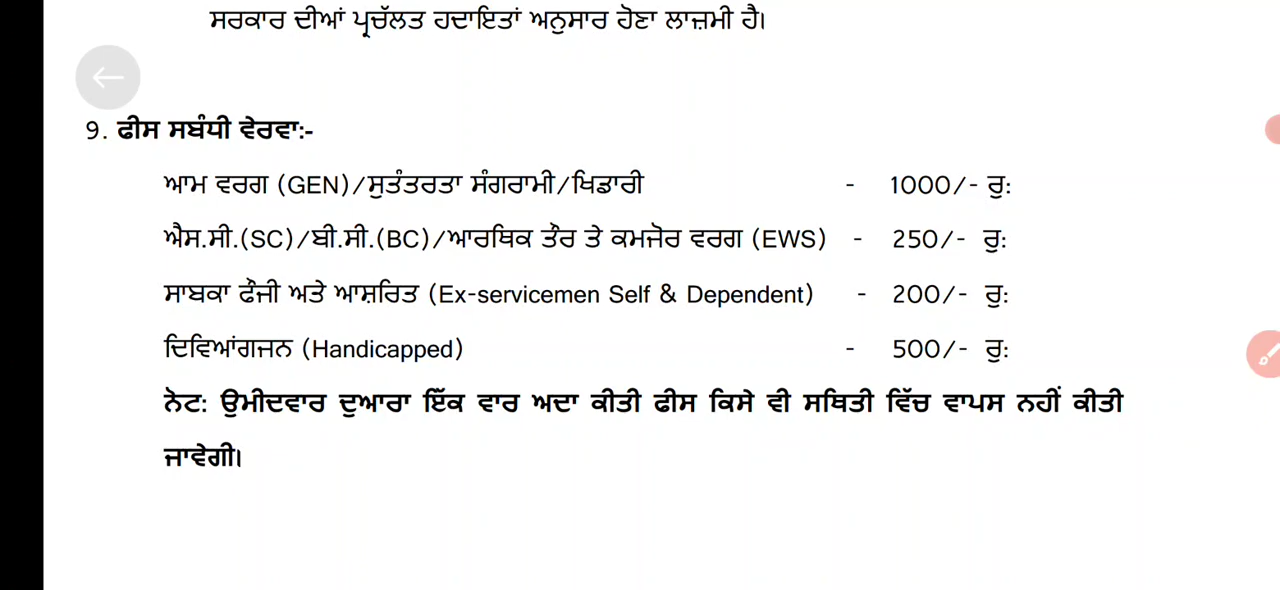 ਸਰਕਾਰ ਦੀਆਂ ਪ੍ਰਚੱਲਤ ਹਦਾਇਤਾਂ ਅਨੁਸਾਰ ਹੋਣਾ ਲਾਜ਼ਮੀ ਹੈ।
9. ਫੀਸ ਸਬੰਧੀ ਵੇਰਵਾ:-
ਆਮ ਵਰਗ (GEN)/ਸੁਤੰਤਰਤਾ ਸੰਗਰਾਮੀ/ਖਿਡਾਰੀ - 1000/- ਰੁ:
ਐਸ.ਸੀ.(SC)/ਬੀ.ਸੀ.(BC)/ਆਰਥਿਕ ਤੌਰ ਤੇ ਕਮਜੋਰ ਵਰਗ (EWS) - 250/- ਰੁ:
ਸਾਬਕਾ ਫੌਜੀ ਅਤੇ ਆਸ਼ਰਿਤ (Ex-servicemen Self & Dependent) - 200/- ਰੁ:
ਦਿਵਿਆਂਗਜਨ (Handicapped) - 500/- ਰੁ:
ਨੋਟ: ਉਮੀਦਵਾਰ ਦੁਆਰਾ ਇੱਕ ਵਾਰ ਅਦਾ ਕੀਤੀ ਫੀਸ ਕਿਸੇ ਵੀ ਸਥਿਤੀ ਵਿੱਚ ਵਾਪਸ ਨਹੀਂ ਕੀਤੀ
ਜਾਵੇਗੀ।